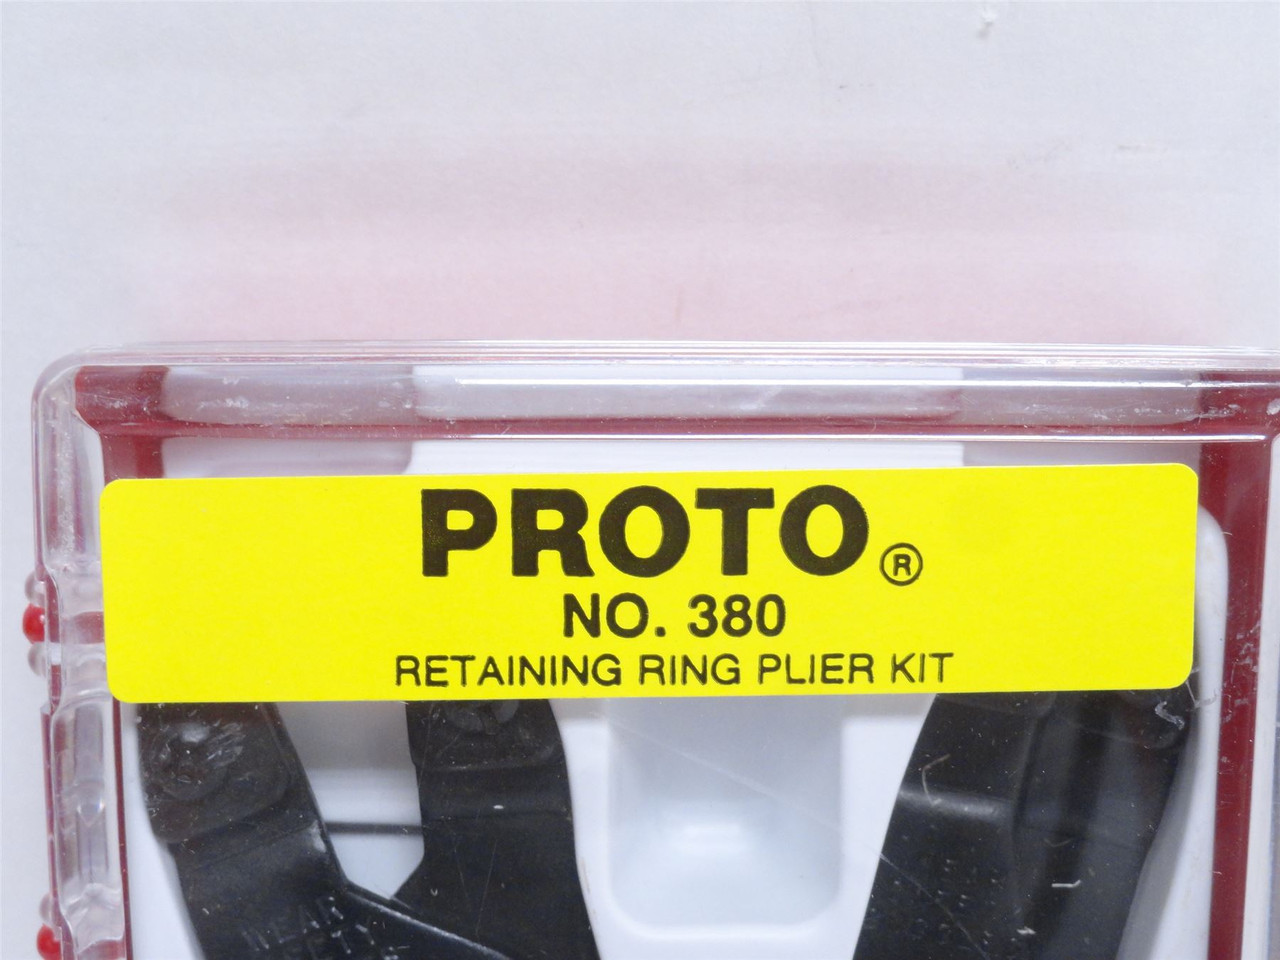 PROTO®
NO. 380
RETAINING RING PLIER KIT